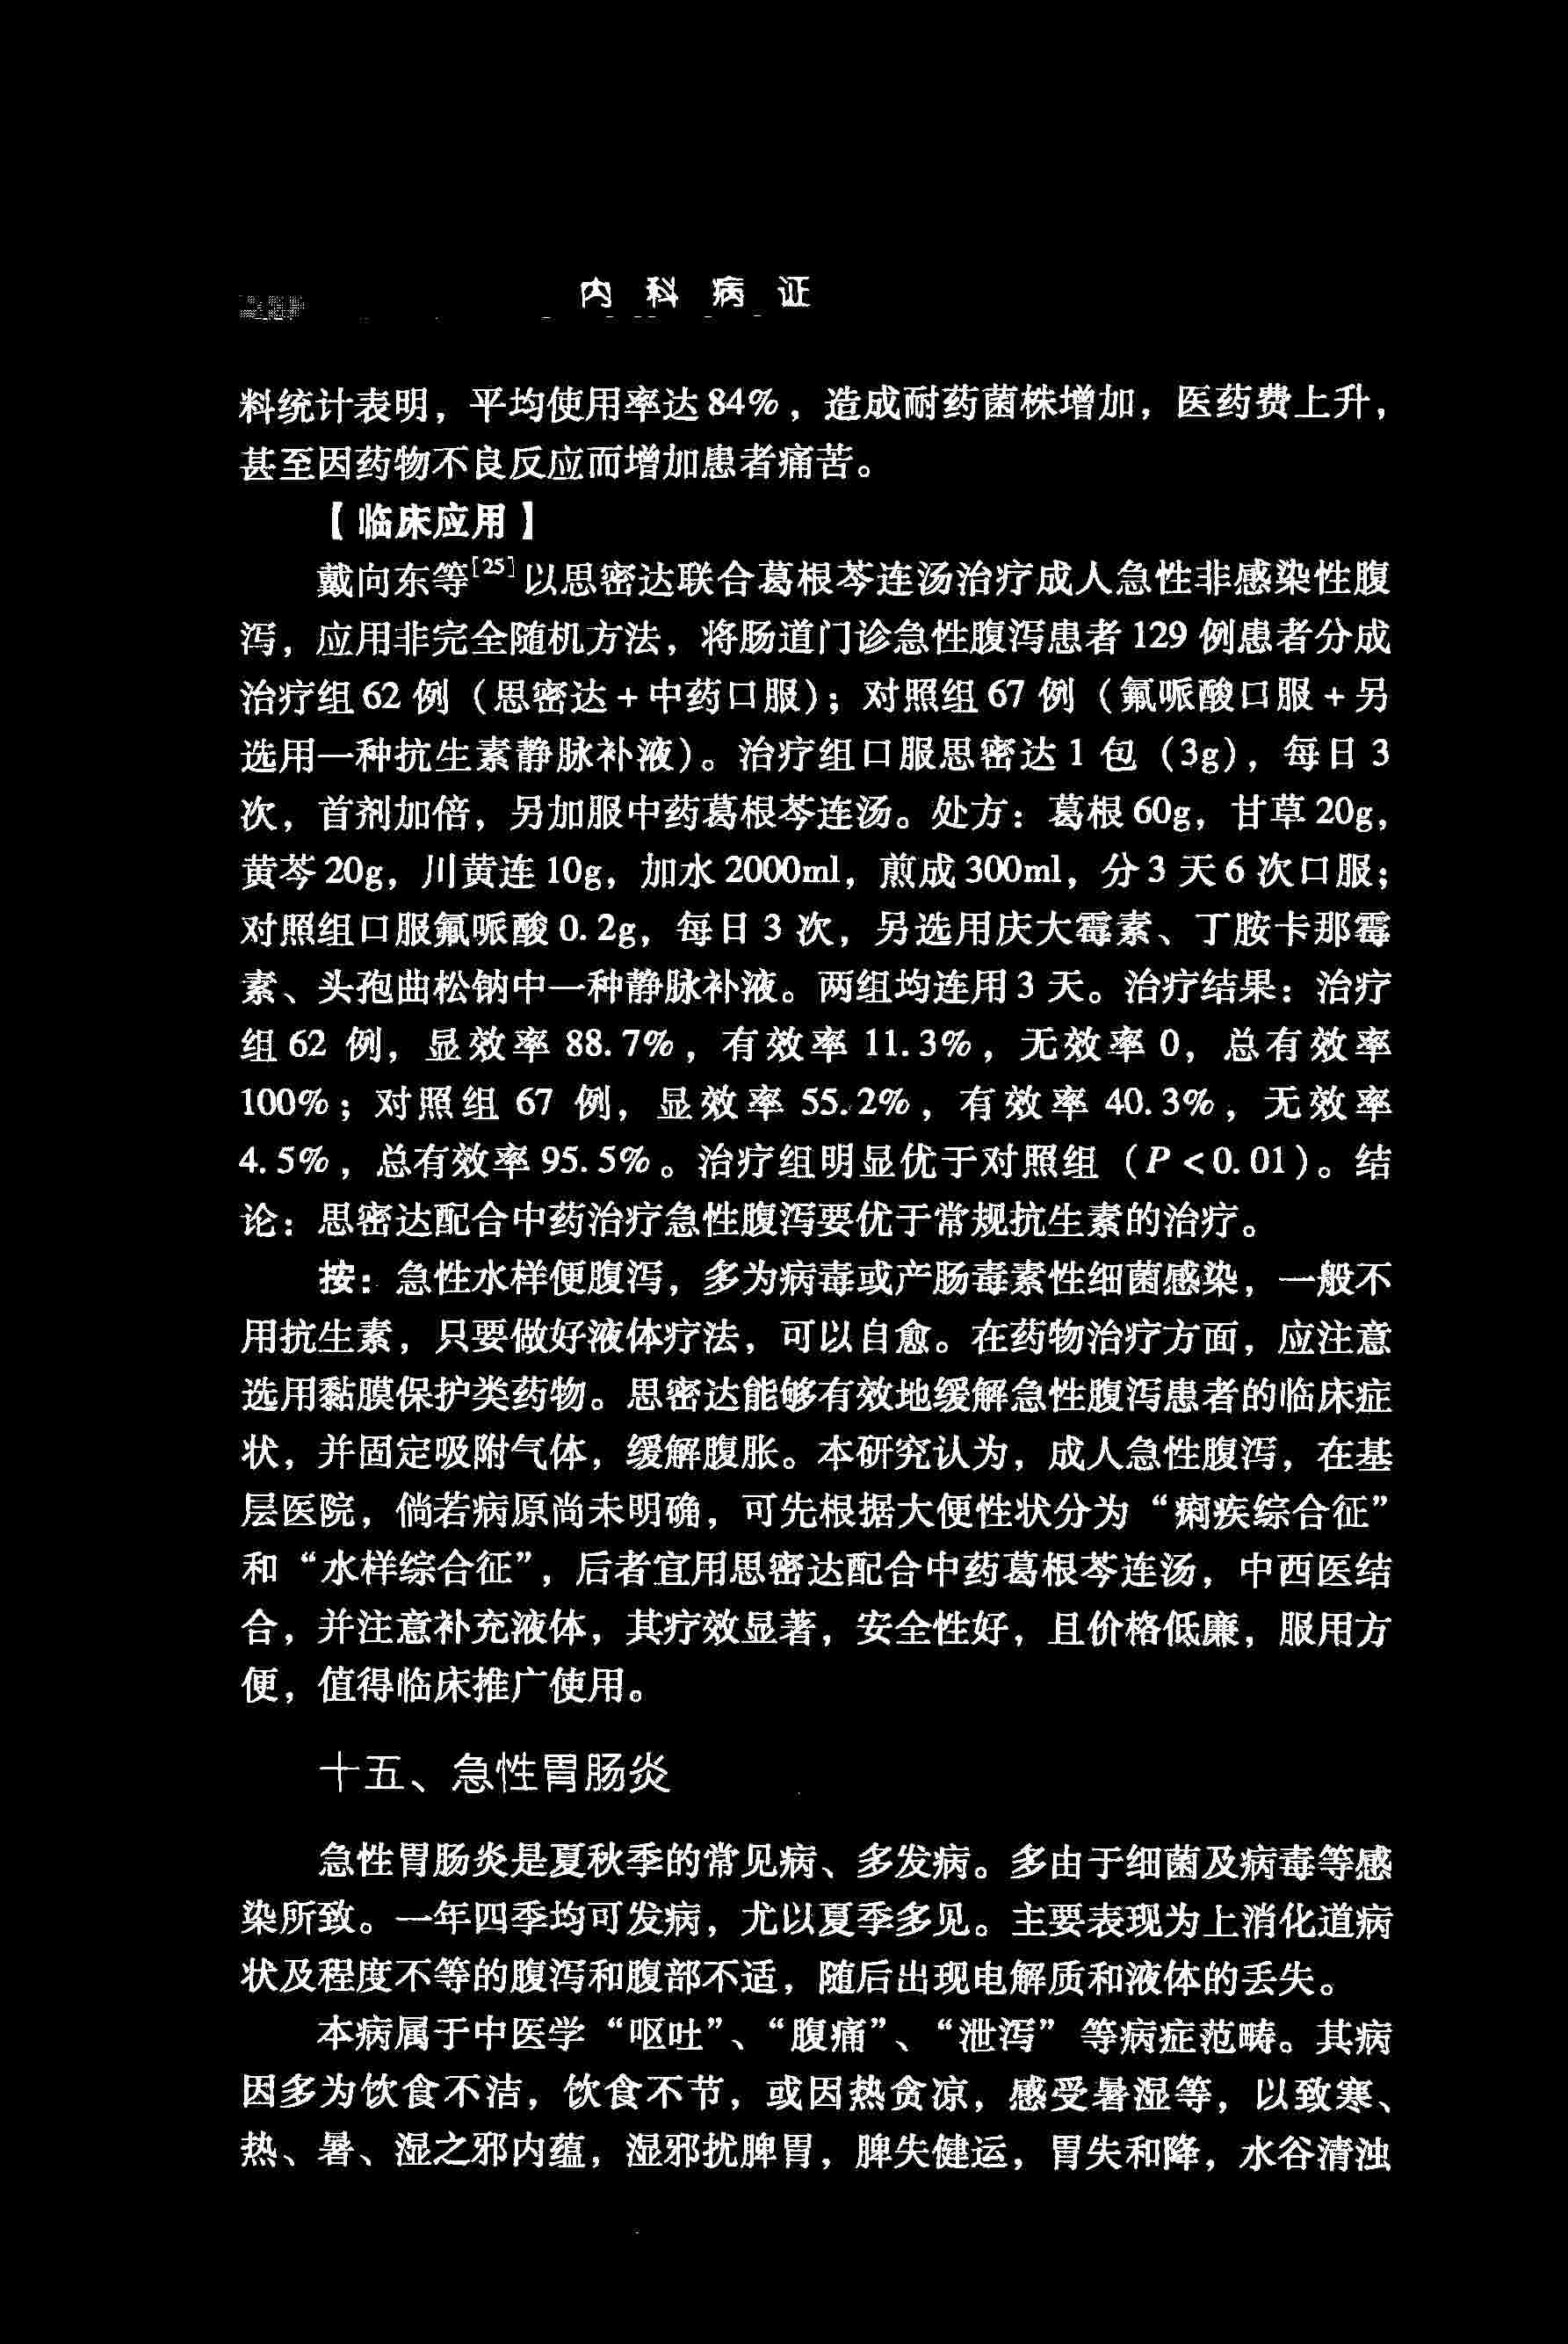 内科病证
料统计表明，平均使用率达84%，造成耐药菌株增加，医药费上升，
甚至因药物不良反应而增加患者痛苦。
【临床应用】
戴向东等[25]以思密达联合葛根芩连汤治疗成人急性非感染性腹
泻，应用非完全随机方法，将肠道门诊急性腹泻患者129例患者分成
治疗组62例（思密达+中药口服）；对照组67例（氟哌酸口服+另
选用一种抗生素静脉补液）。治疗组口服思密达1包（3g），每日3
次，首剂加倍，另加服中药葛根芩连汤。处方：葛根60g，甘草20g，
黄芩20g，川黄连10g，加水2000ml，煎成300ml，分3天6次口服；
对照组口服氟哌酸0.2g，每日3次，另选用庆大霉素、丁胺卡那霉
素、头孢曲松钠中一种静脉补液。两组均连用3天。治疗结果：治疗
组62例，显效率88.7%，有效率11.3%，无效率0，总有效率
100%；对照组67例，显效率55.2%，有效率40.3%，无效率
4.5%，总有效率95.5%。治疗组明显优于对照组（P<0.01）。结
论：思密达配合中药治疗急性腹泻要优于常规抗生素的治疗。
按：急性水样便腹泻，多为病毒或产肠毒素性细菌感染，一般不
用抗生素，只要做好液体疗法，可以自愈。在药物治疗方面，应注意
选用黏膜保护类药物。思密达能够有效地缓解急性腹泻患者的临床症
状，并固定吸附气体，缓解腹胀。本研究认为，成人急性腹泻，在基
层医院，倘若病原尚未明确，可先根据大便性状分为“痢疾综合征”
和“水样综合征”，后者宜用思密达配合中药葛根芩连汤，中西医结
合，并注意补充液体，其疗效显著，安全性好，且价格低廉，服用方
便，值得临床推广使用。
十五、急性胃肠炎
急性胃肠炎是夏秋季的常见病、多发病。多由于细菌及病毒等感
染所致。一年四季均可发病，尤以夏季多见。主要表现为上消化道病
状及程度不等的腹泻和腹部不适，随后出现电解质和液体的丢失。
本病属于中医学“呕吐”、“腹痛”、“泄泻”等病症范畴。其病
因多为饮食不洁，饮食不节，或因热贪凉，感受暑湿等，以致寒、
热、暑、湿之邪内蕴，湿邪扰脾胃，脾失健运，胃失和降，水谷清浊